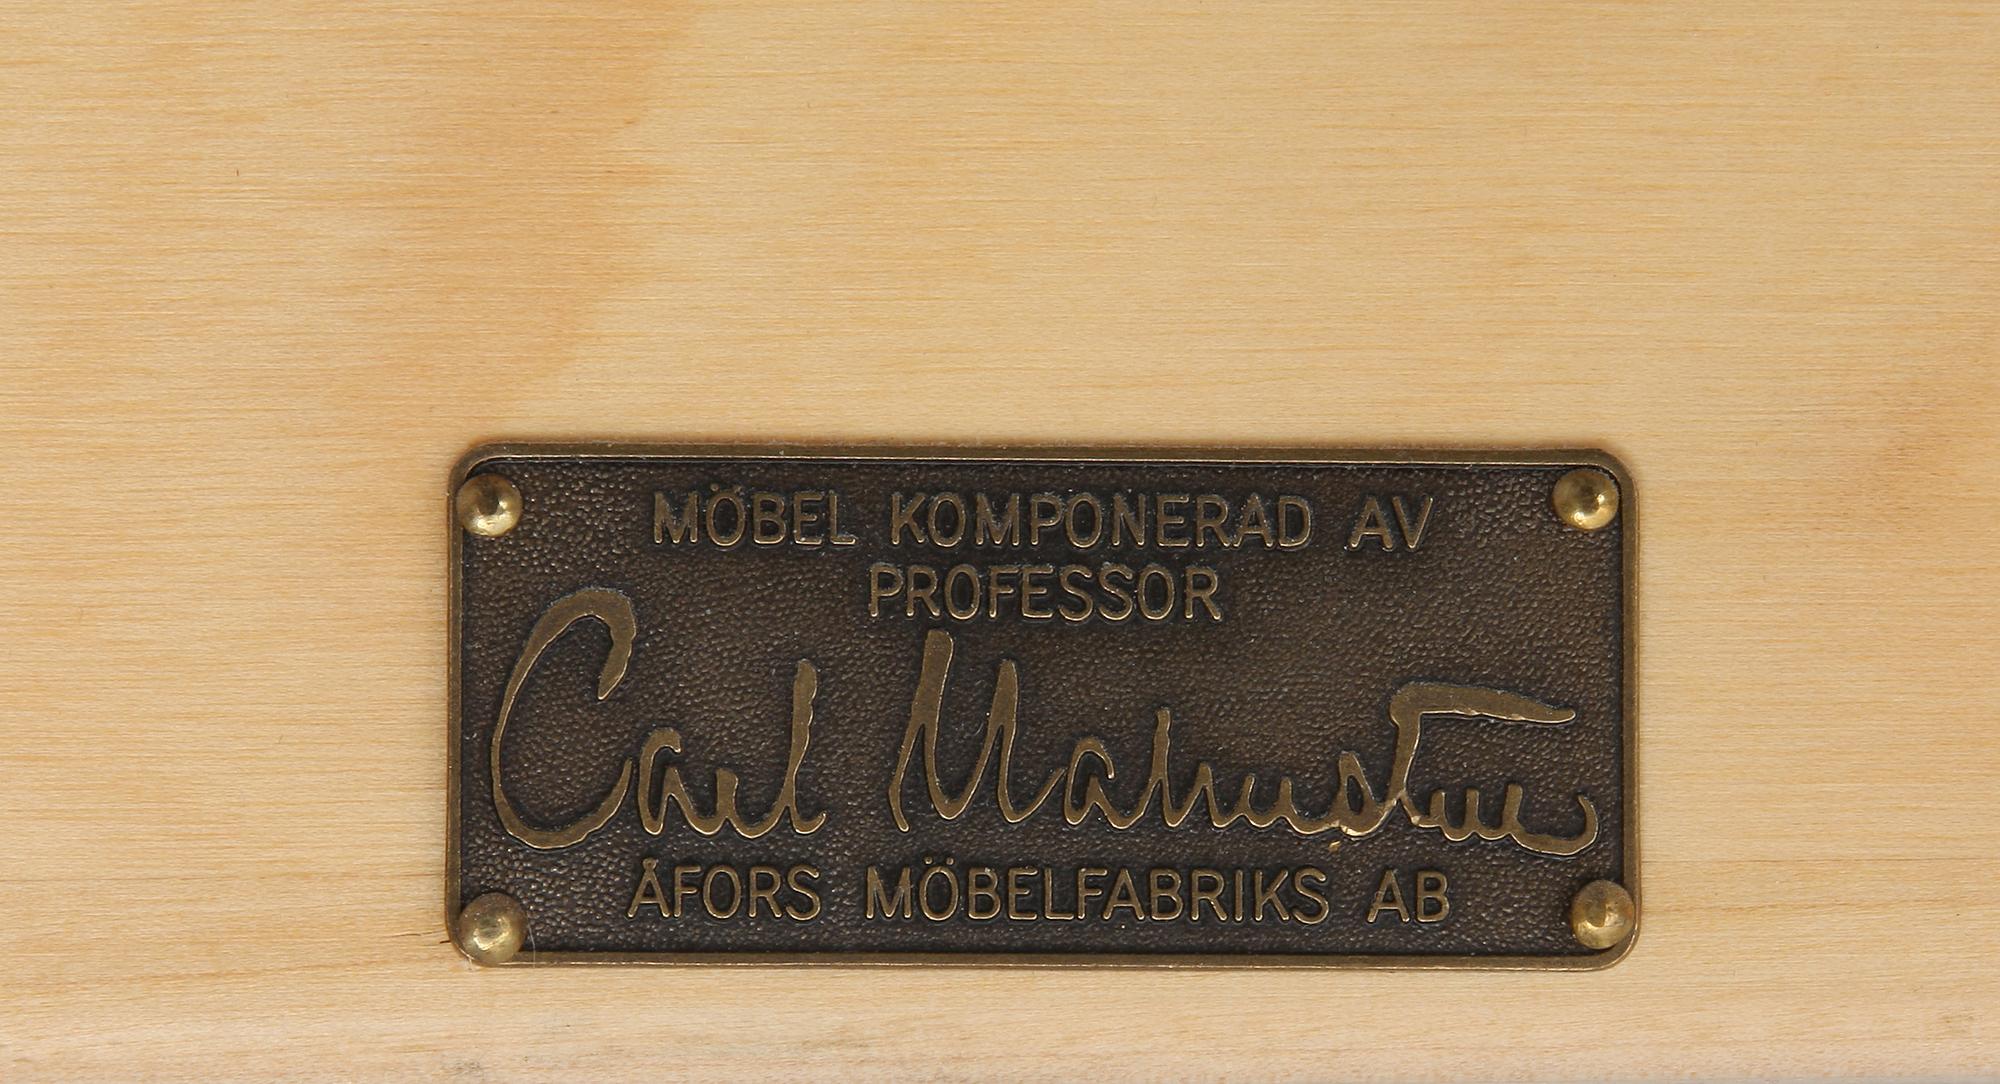 MÖBEL KOMPONERAD AV
PROFESSOR
Carl Malmsten
ÅFORS MÖBELFABRIKS AB